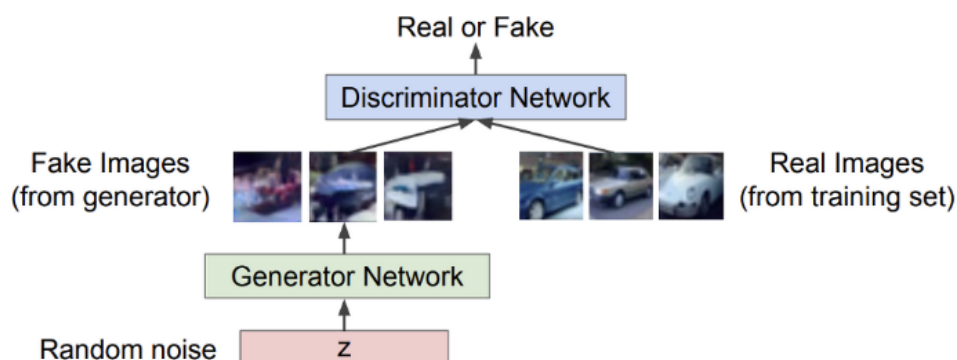 Real or Fake
Discriminator Network
Fake Images
(from generator)
Real Images
(from training set)
Generator Network
Random noise
z